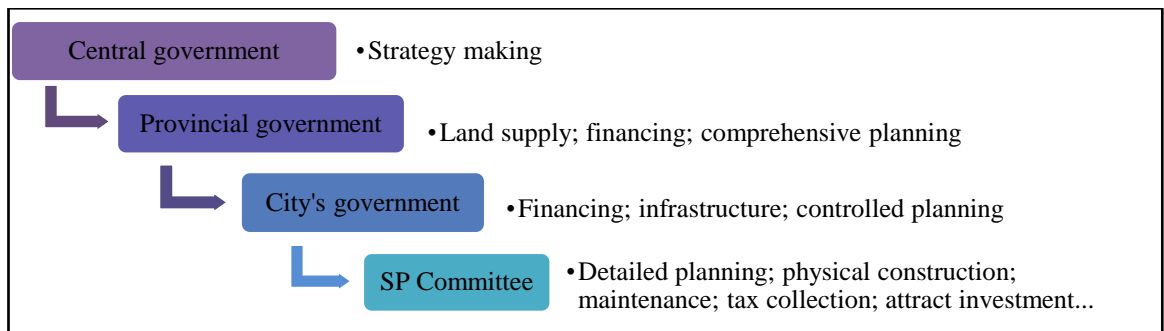 Central government
•Strategy making
Provincial government
•Land supply; financing; comprehensive planning
City's government
•Financing; infrastructure; controlled planning
SP Committee
•Detailed planning; physical construction;
maintenance; tax collection; attract investment...